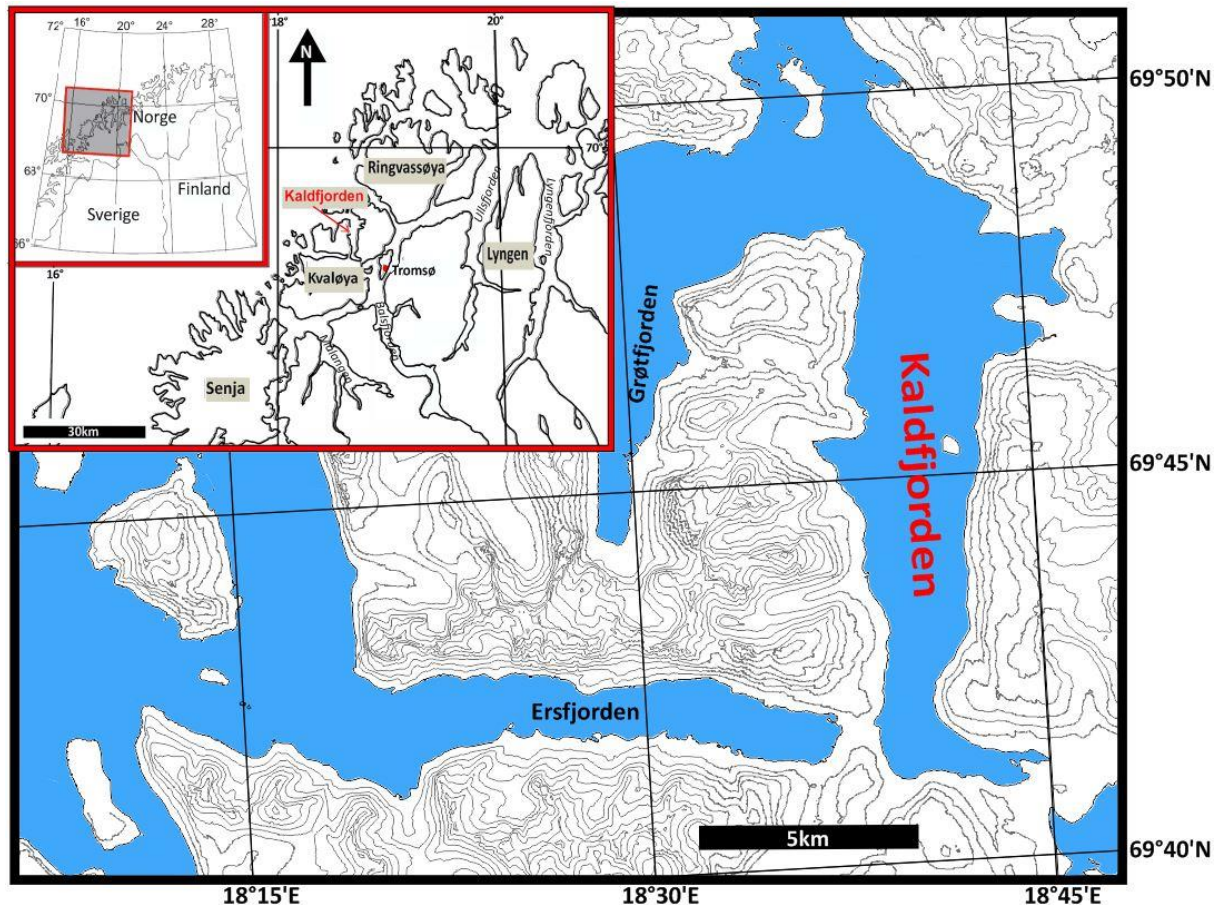 72°
16°
20°
24°
28°
70°
Norge
63°
Finland
Sverige
66°
16°
18°
20°
N
70°
Ringvassøya
Kaldfjorden
Ullsfjorden
Lyngenfjorden
Lyngen
Kvaløya
Tromsø
Balsfjorden
Malangen
Senja
30km
69°50'N
Grøtfjorden
Kaldfjorden
69°45'N
Ersfjorden
5km
69°40'N
18°15'E
18°30'E
18°45'E